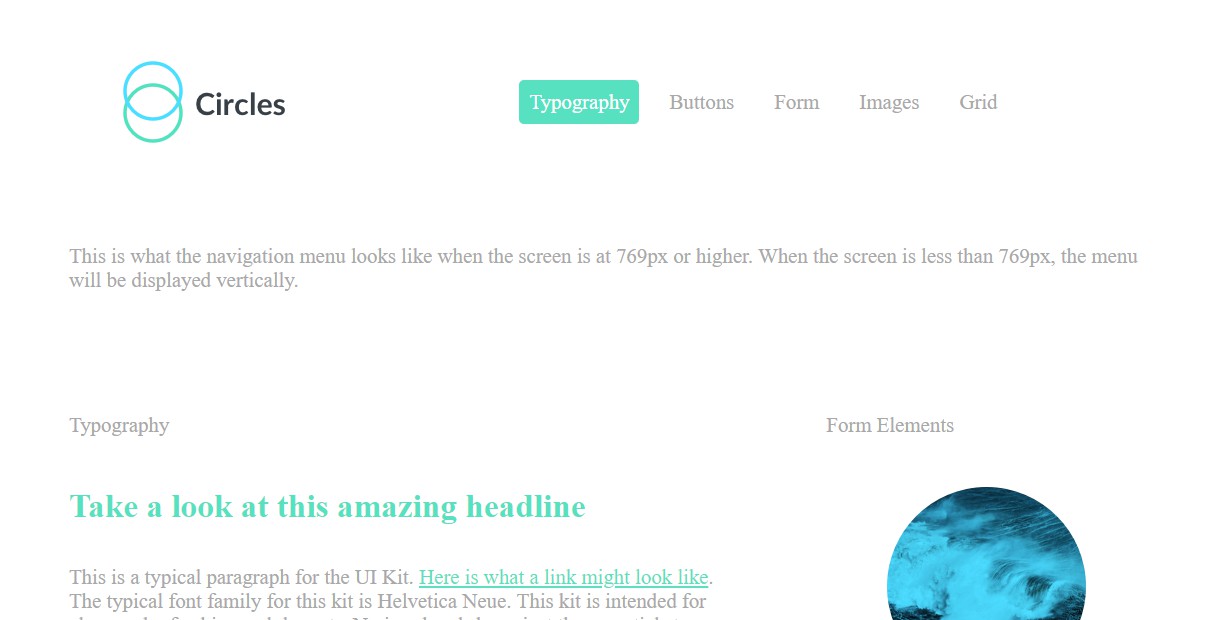 Circles
Typography Buttons Form Images Grid
This is what the navigation menu looks like when the screen is at 769px or higher. When the screen is less than 769px, the menu
will be displayed vertically.
Typography
Form Elements
Take a look at this amazing headline
This is a typical paragraph for the UI Kit. Here is what a link might look like.
The typical font family for this kit is Helvetica Neue. This kit is intended for